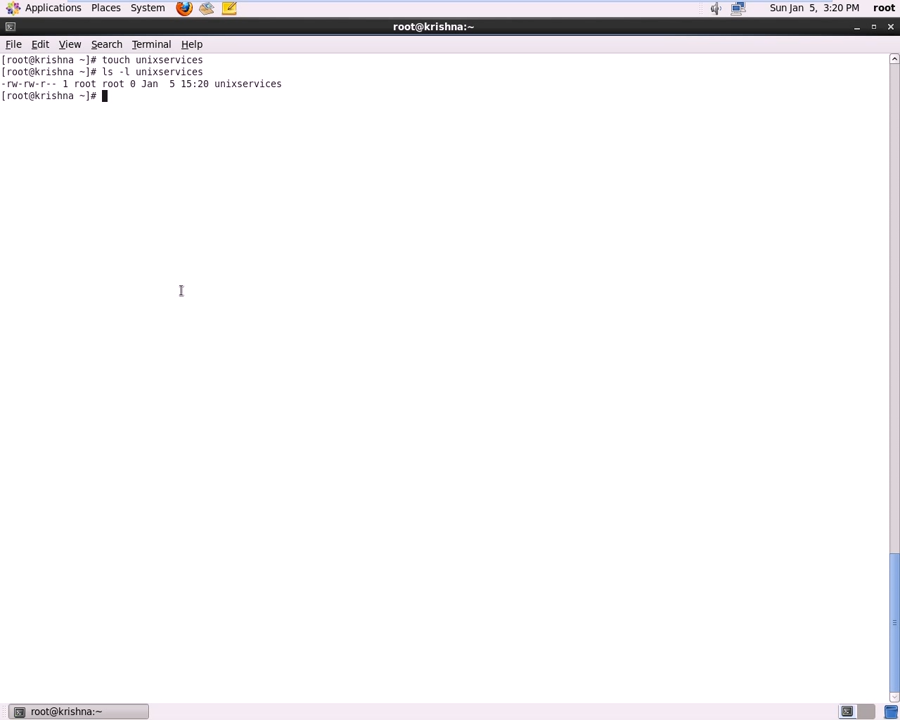 Applications Places System Sun Jan 5, 3:20 PM root
root@krishna:~
File Edit View Search Terminal Help
[root@krishna ~]# touch unixservices
[root@krishna ~]# ls -l unixservices
-rw-rw-r-- 1 root root 0 Jan  5 15:20 unixservices
[root@krishna ~]#
root@krishna:~